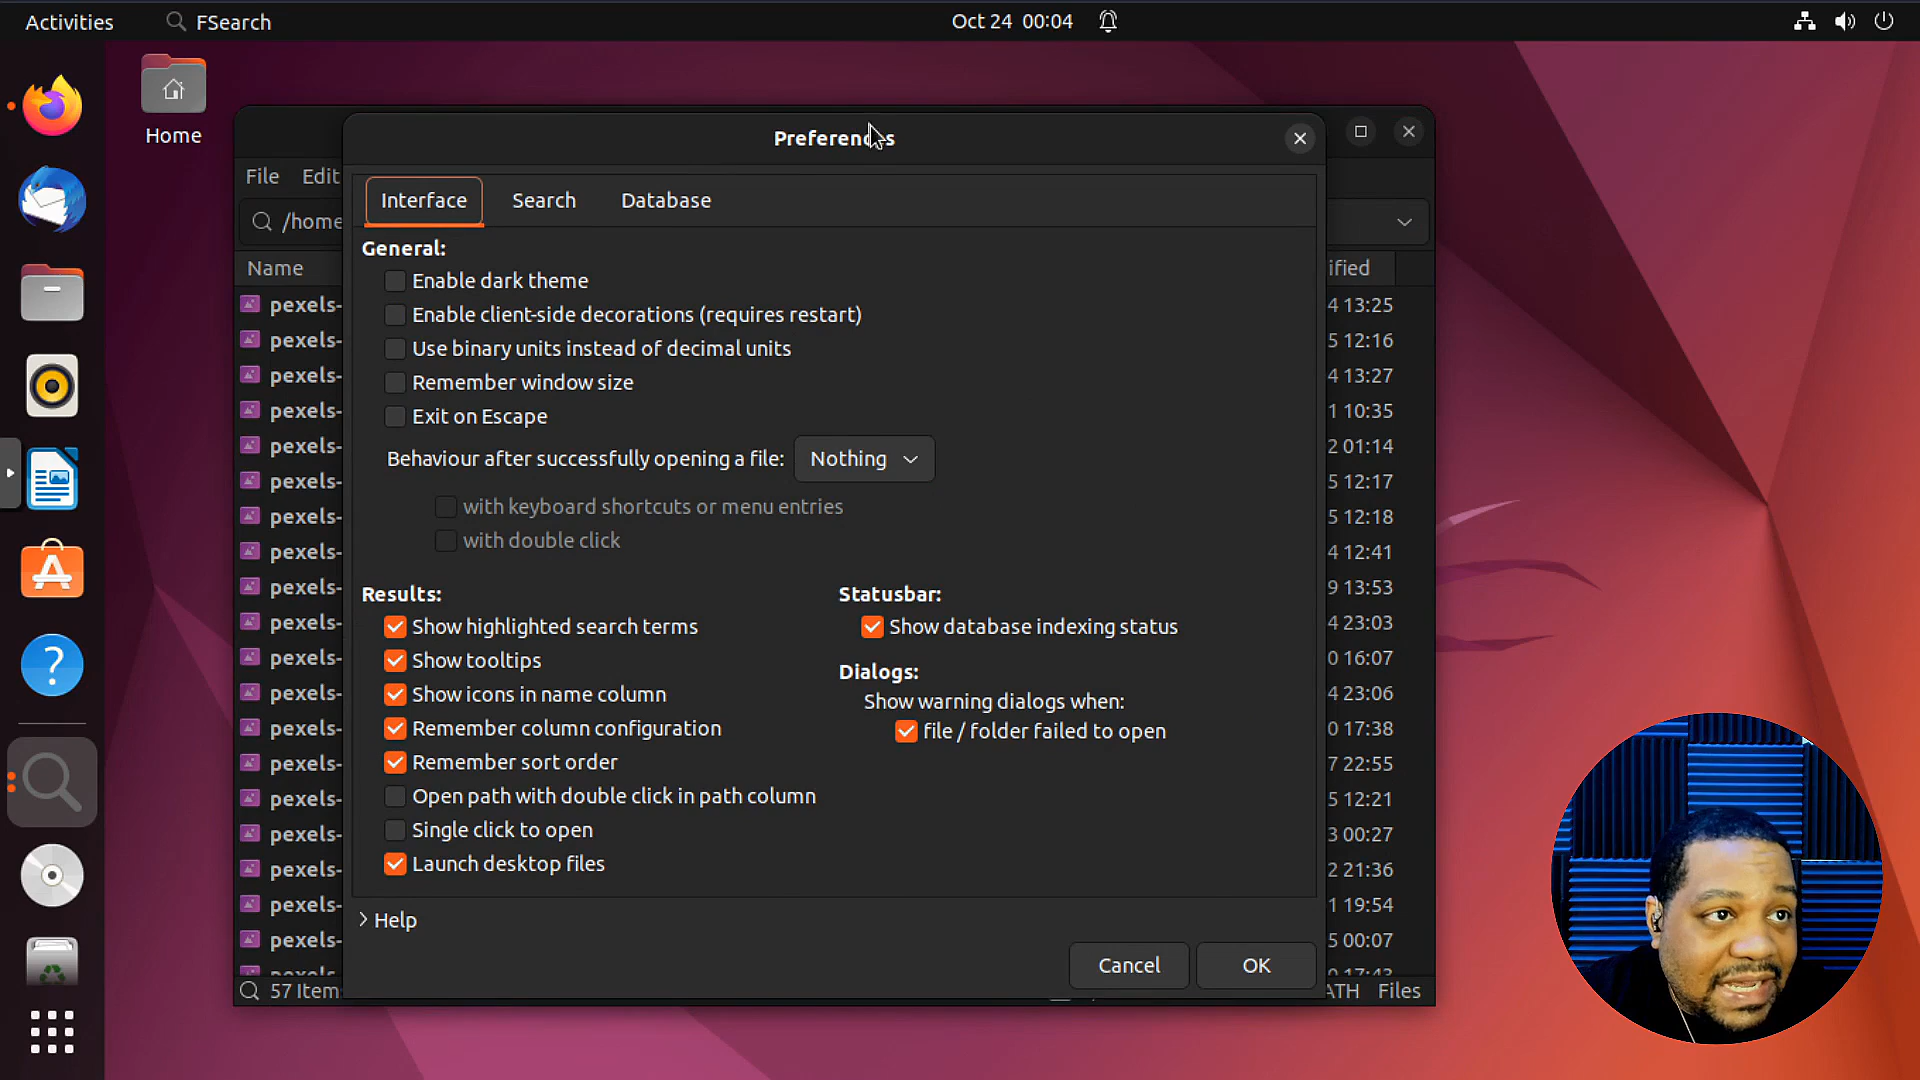 Activities FSearch Oct 24 00:04
Home
Preferences
File Edit
Interface Search Database
/home
General:
Name
ified
Enable dark theme
pexels- 4 13:25
Enable client-side decorations (requires restart)
pexels- 5 12:16
Use binary units instead of decimal units
pexels- 4 13:27
Remember window size
pexels- 1 10:35
Exit on Escape
pexels- 2 01:14
Behaviour after successfully opening a file: Nothing
pexels- 5 12:17
with keyboard shortcuts or menu entries
pexels- 5 12:18
with double click
pexels- 4 12:41
Results: Statusbar:
pexels- 9 13:53
Show highlighted search terms Show database indexing status
pexels- 4 23:03
Show tooltips Dialogs:
pexels- 0 16:07
Show icons in name column Show warning dialogs when:
pexels- 4 23:06
Remember column configuration file / folder failed to open
pexels- 0 17:38
Remember sort order
pexels- 7 22:55
Open path with double click in path column
pexels- 5 12:21
Single click to open
pexels- 3 00:27
Launch desktop files
pexels- 2 21:36
pexels- 1 19:54
Help
pexels- 5 00:07
Cancel OK
pexels- 0 17:43
57 Item ATH Files